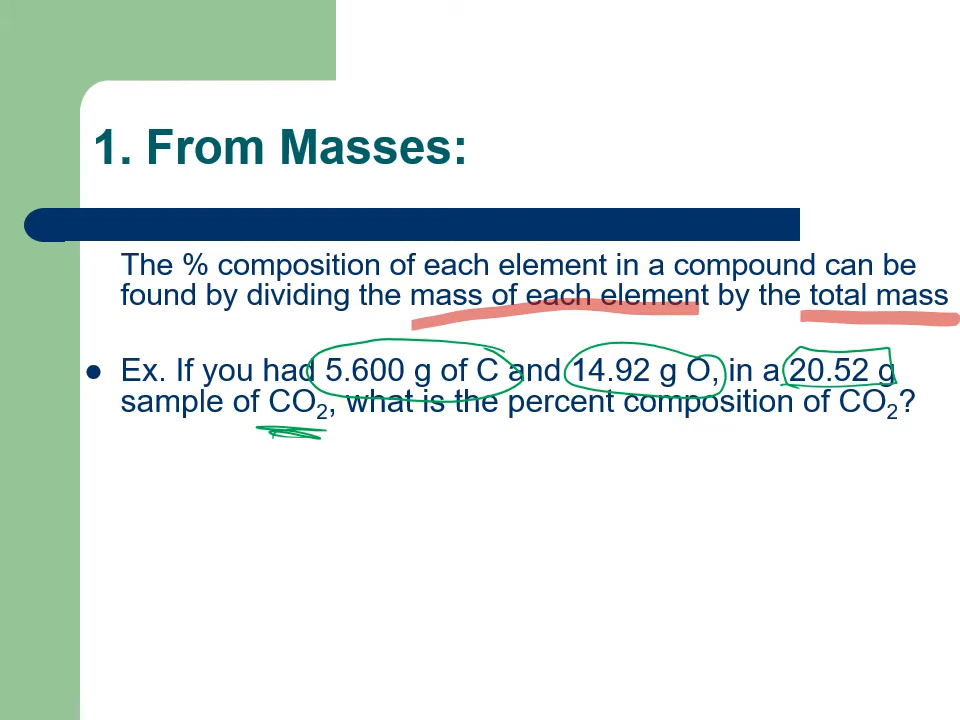 1. From Masses:
The % composition of each element in a compound can be
found by dividing the mass of each element by the total mass
● Ex. If you had 5.600 g of C and 14.92 g O, in a 20.52 g
sample of CO₂, what is the percent composition of CO₂?